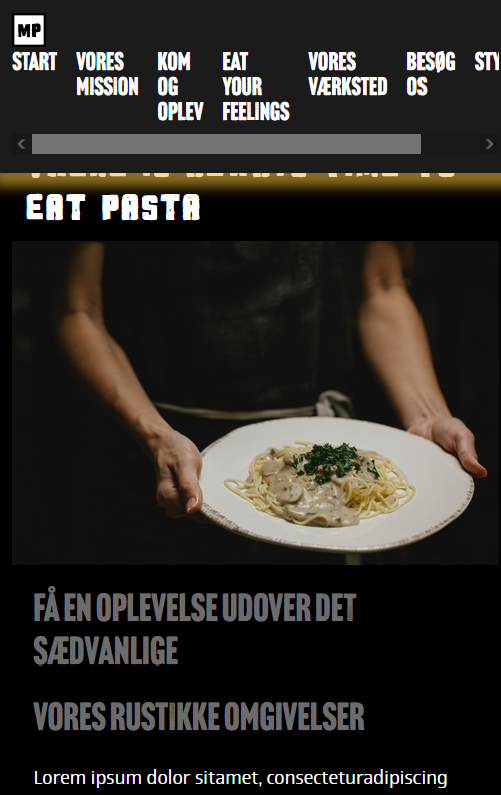 MP
START VORES KOM EAT VORES BESØG STY
MISSION OG YOUR VÆRKSTED OS
OPLEV FEELINGS
EAT PASTA
FÅ EN OPLEVELSE UDOVER DET
SÆDVANLIGE
VORES RUSTIKKE OMGIVELSER
Lorem ipsum dolor sitamet, consecteturadipiscing